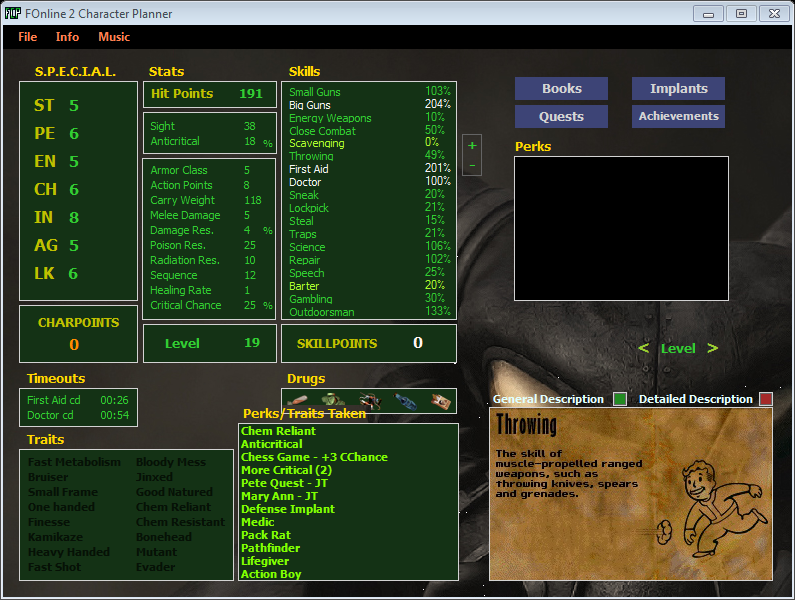 FOnline 2 Character Planner
File Info Music
S.P.E.C.I.A.L.
ST 5
PE 6
EN 5
CH 6
IN 8
AG 5
LK 6
CHARPOINTS
0
Stats
Hit Points 191
Sight 38
Anticritical 18 %
Armor Class 5
Action Points 8
Carry Weight 118
Melee Damage 5
Damage Res. 4 %
Poison Res. 25
Radiation Res. 10
Sequence 12
Healing Rate 1
Critical Chance 25 %
Level 19
Skills
Small Guns 103%
Big Guns 204%
Energy Weapons 10%
Close Combat 50%
Scavenging 0%
Throwing 49%
First Aid 201%
Doctor 100%
Sneak 20%
Lockpick 21%
Steal 15%
Traps 21%
Science 106%
Repair 102%
Speech 25%
Barter 20%
Gambling 30%
Outdoorsman 133%
+
-
SKILLPOINTS 0
Books Implants
Quests Achievements
Perks
< Level >
Timeouts
First Aid cd 00:26
Doctor cd 00:54
Drugs
Traits
Fast Metabolism Bloody Mess
Bruiser Jinxed
Small Frame Good Natured
One handed Chem Reliant
Finesse Chem Resistant
Kamikaze Bonehead
Heavy Handed Mutant
Fast Shot Evader
Perks/Traits Taken
Chem Reliant
Anticritical
Chess Game - +3 CChance
More Critical (2)
Pete Quest - JT
Mary Ann - JT
Defense Implant
Medic
Pack Rat
Pathfinder
Lifegiver
Action Boy
General Description Detailed Description
Throwing
The skill of
muscle-propelled ranged
weapons, such as
throwing knives, spears
and grenades.